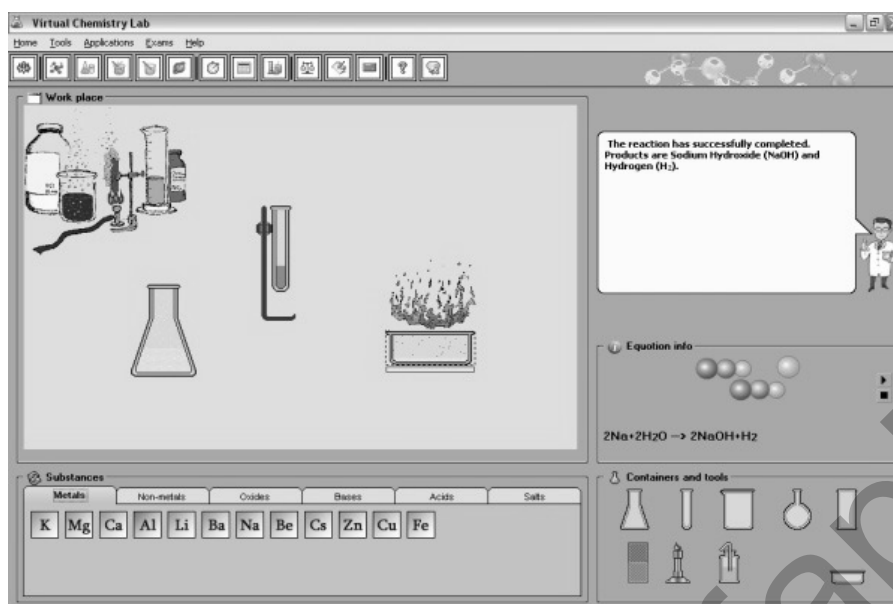 Virtual Chemistry Lab
Home Tools Applications Exams Help
Work place
The reaction has successfully completed.
Products are Sodium Hydroxide (NaOH) and
Hydrogen (H₂).
Equotion info
2Na+2H2O —> 2NaOH+H2
Substances
Metals Non-metals Oxides Bases Acids Salts
K Mg Ca Al Li Ba Na Be Cs Zn Cu Fe
Containers and tools